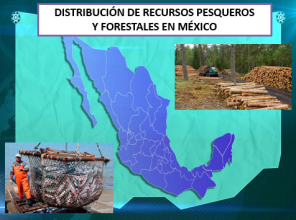 DISTRIBUCIÓN DE RECURSOS PESQUEROS
Y FORESTALES EN MÉXICO